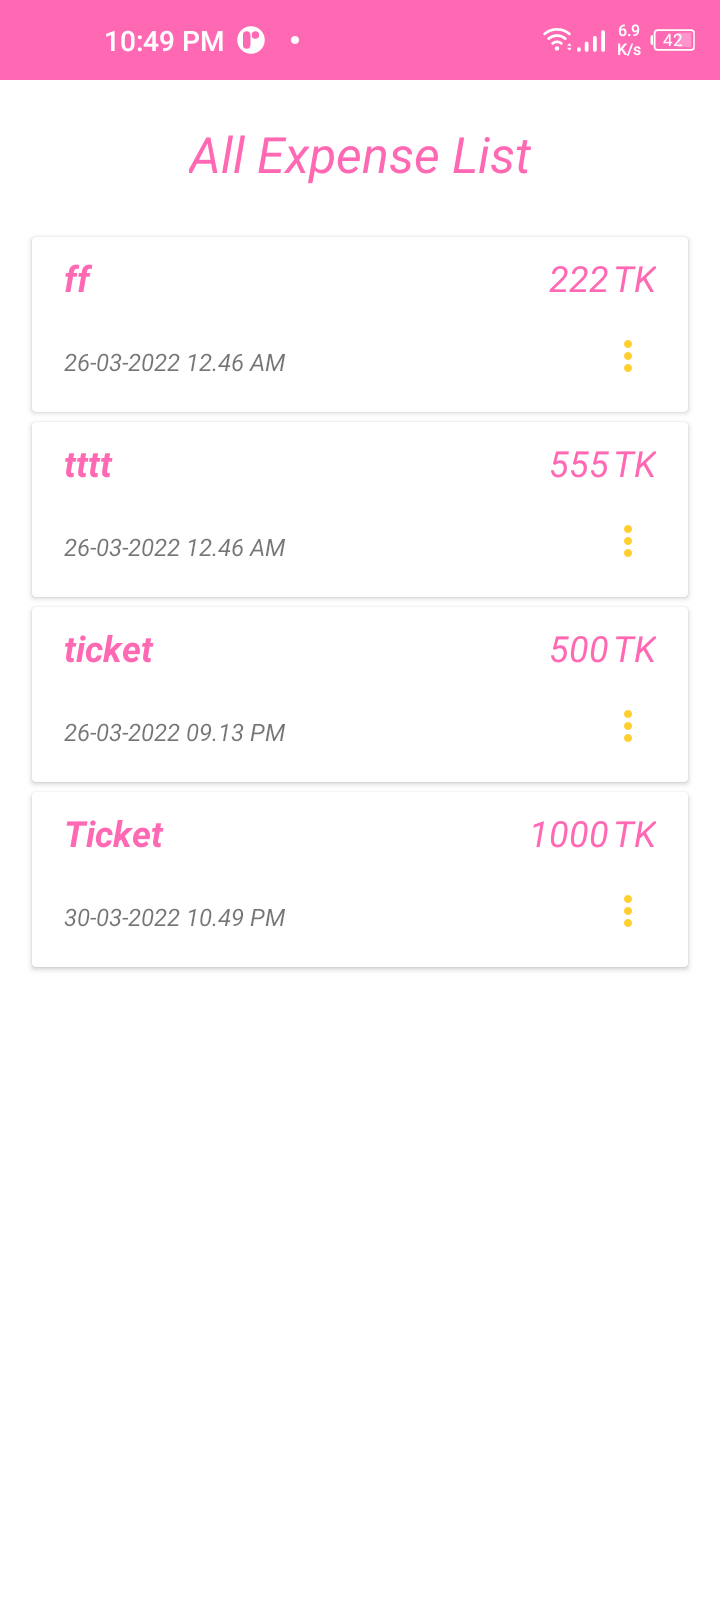 10:49 PM 6.9 K/s 42
All Expense List
ff 222 TK
26-03-2022 12.46 AM
tttt 555 TK
26-03-2022 12.46 AM
ticket 500 TK
26-03-2022 09.13 PM
Ticket 1000 TK
30-03-2022 10.49 PM